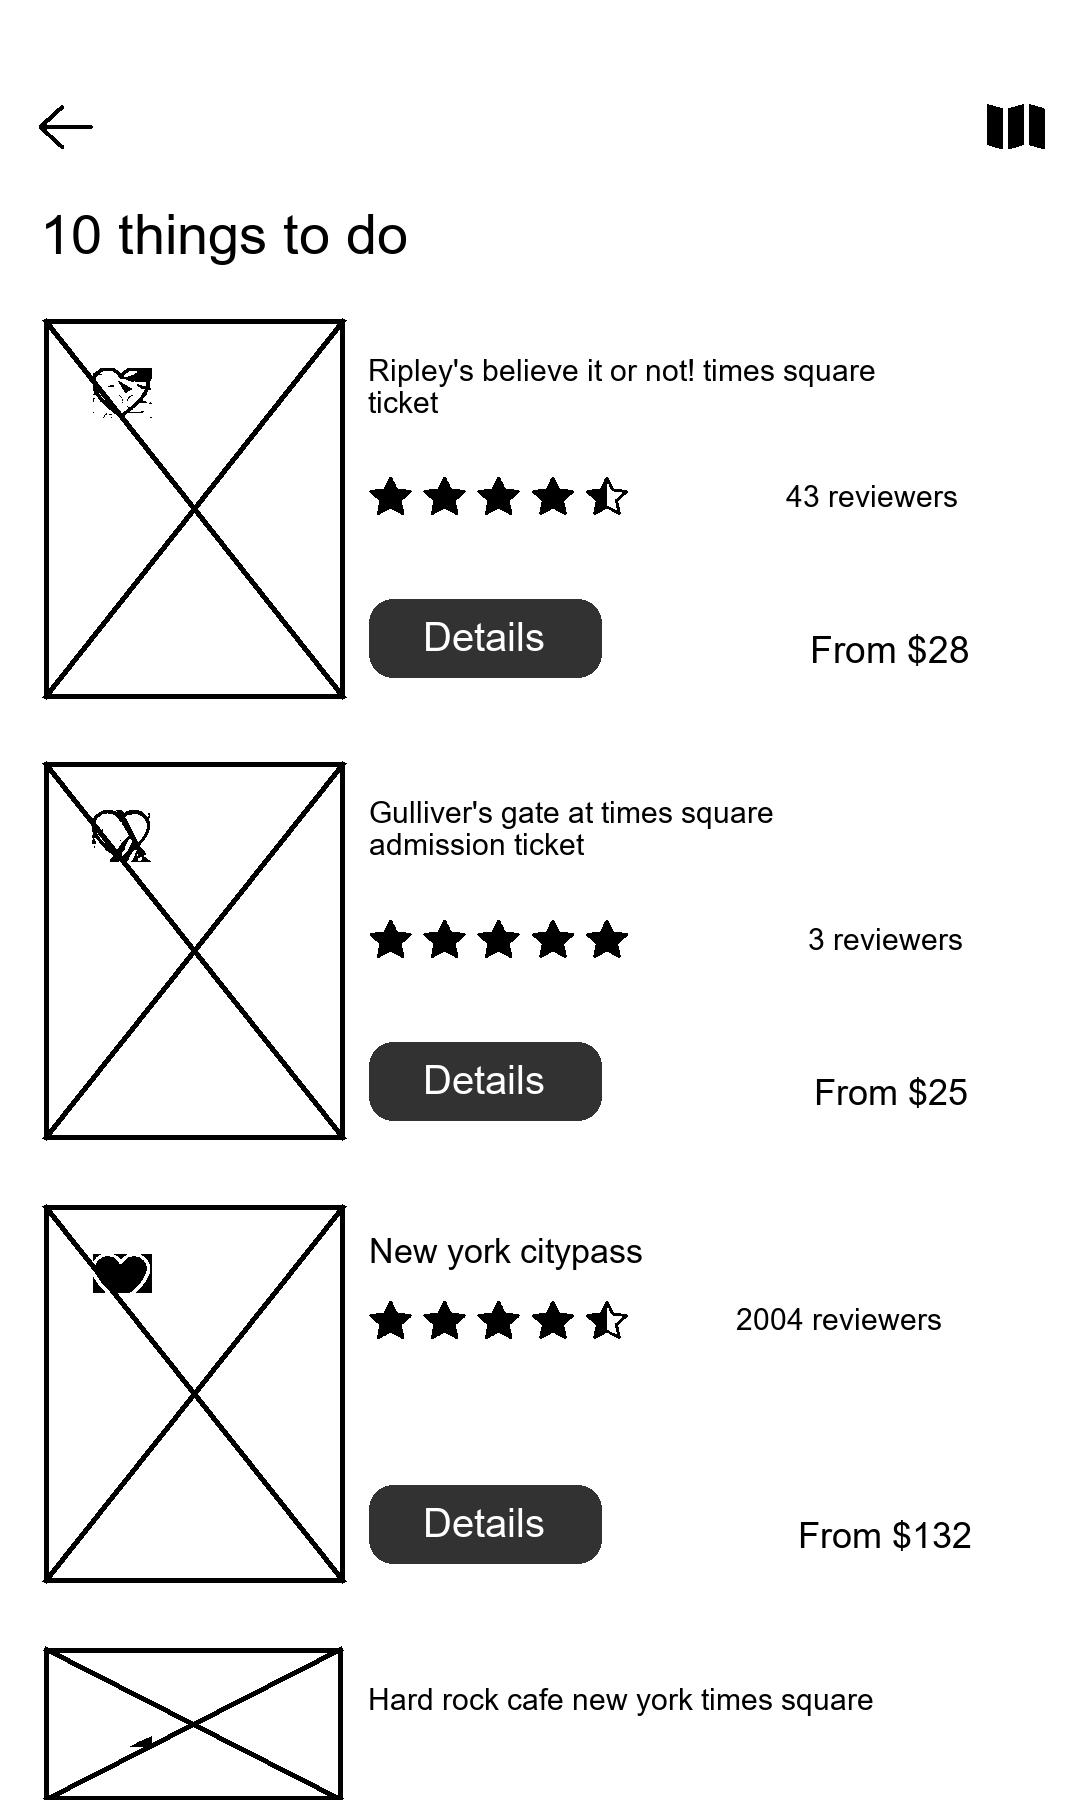 10 things to do
Ripley's believe it or not! times square
ticket
43 reviewers
Details
From $28
Gulliver's gate at times square
admission ticket
3 reviewers
Details
From $25
New york citypass
2004 reviewers
Details
From $132
Hard rock cafe new york times square